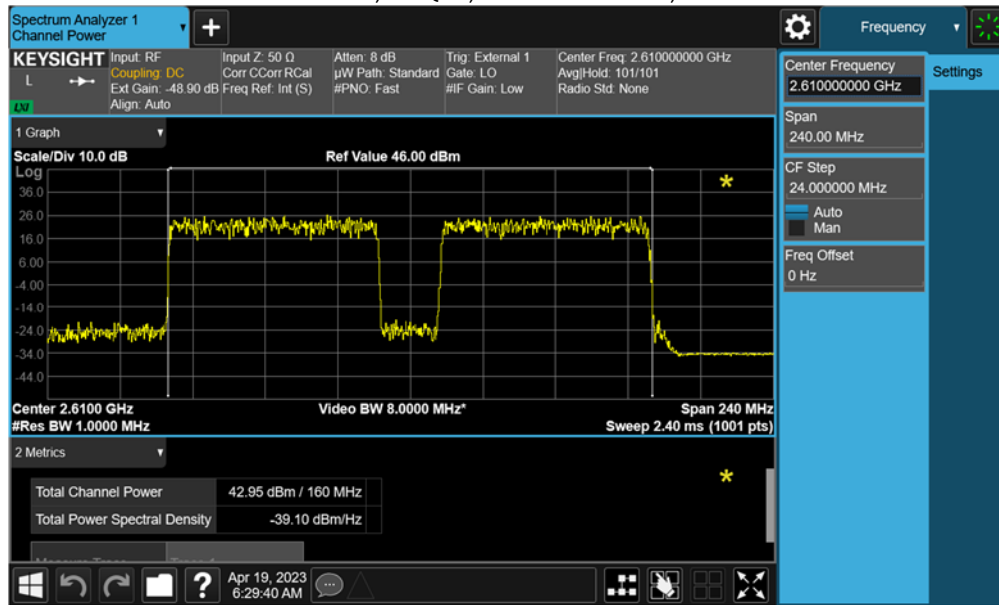 Spectrum Analyzer 1
Channel Power
+
Frequency
KEYSIGHT
L
LXI
Input: RF
Coupling: DC
Ext Gain: -48.90 dB
Align: Auto
Input Z: 50 Ω
Corr CCorr RCal
Freq Ref: Int (S)
Atten: 8 dB
µW Path: Standard
#PNO: Fast
Trig: External 1
Gate: LO
#IF Gain: Low
Center Freq: 2.610000000 GHz
Avg|Hold: 101/101
Radio Std: None
Center Frequency
2.610000000 GHz
Settings
Span
240.00 MHz
CF Step
24.000000 MHz
Auto
Man
Freq Offset
0 Hz
1 Graph
Scale/Div 10.0 dB
Ref Value 46.00 dBm
Log
36.0
26.0
16.0
6.00
-4.00
-14.0
-24.0
-34.0
-44.0
Center 2.6100 GHz
#Res BW 1.0000 MHz
Video BW 8.0000 MHz*
Span 240 MHz
Sweep 2.40 ms (1001 pts)
2 Metrics
Total Channel Power 42.95 dBm / 160 MHz
Total Power Spectral Density -39.10 dBm/Hz
?
Apr 19, 2023
6:29:40 AM